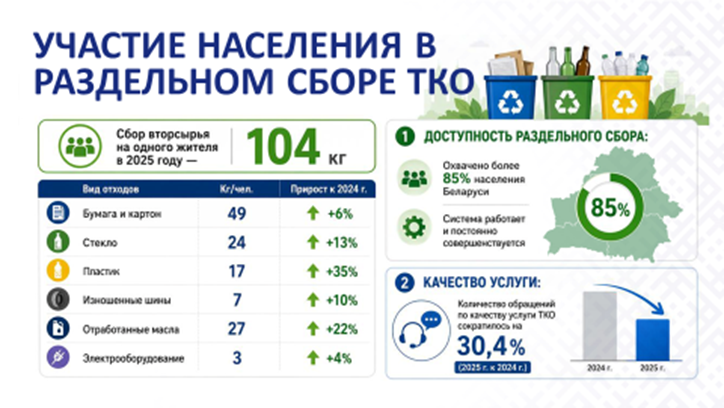 УЧАСТИЕ НАСЕЛЕНИЯ В
РАЗДЕЛЬНОМ СБОРЕ ТКО
Сбор вторсырья
на одного жителя
в 2025 году —
104 кг
Вид отходов Кг/чел. Прирост к 2024 г.
Бумага и картон 49 +6%
Стекло 24 +13%
Пластик 17 +35%
Изношенные шины 7 +10%
Отработанные масла 27 +22%
Электрооборудование 3 +4%
1 ДОСТУПНОСТЬ РАЗДЕЛЬНОГО СБОРА:
Охвачено более
85% населения
Беларуси
Система работает
и постоянно
совершенствуется
85%
2 КАЧЕСТВО УСЛУГИ:
Количество обращений
по качеству услуги ТКО
сократилось на
30,4%
(2025 г. к 2024 г.)
2024 г. 2025 г.